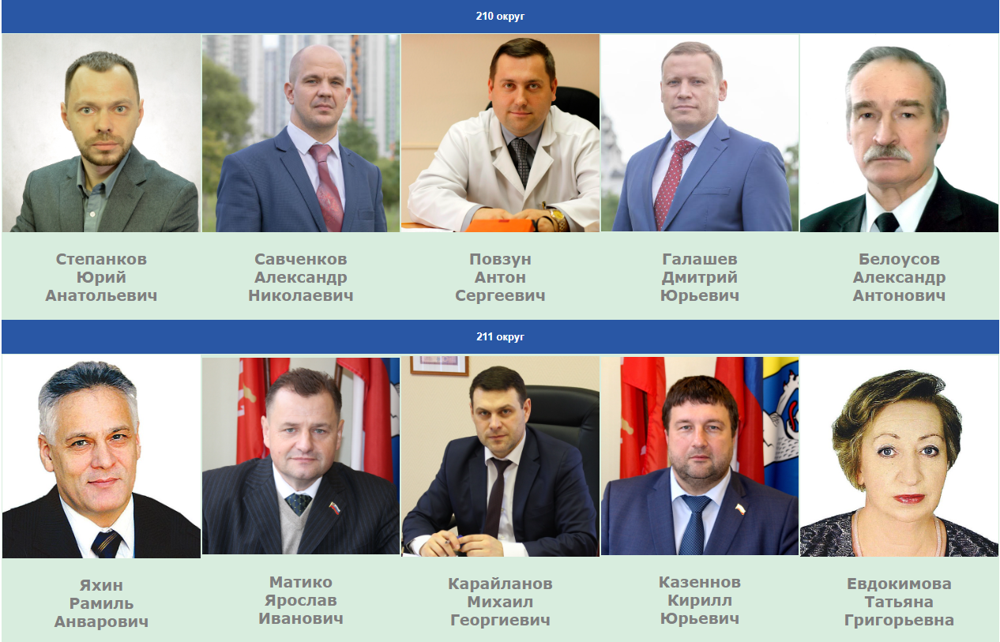 210 округ
Степанков
Юрий
Анатольевич
Савченков
Александр
Николаевич
Повзун
Антон
Сергеевич
Галашев
Дмитрий
Юрьевич
Белоусов
Александр
Антонович
211 округ
Яхин
Рамиль
Анварович
Матико
Ярослав
Иванович
Карайланов
Михаил
Георгиевич
Казеннов
Кирилл
Юрьевич
Евдокимова
Татьяна
Григорьевна